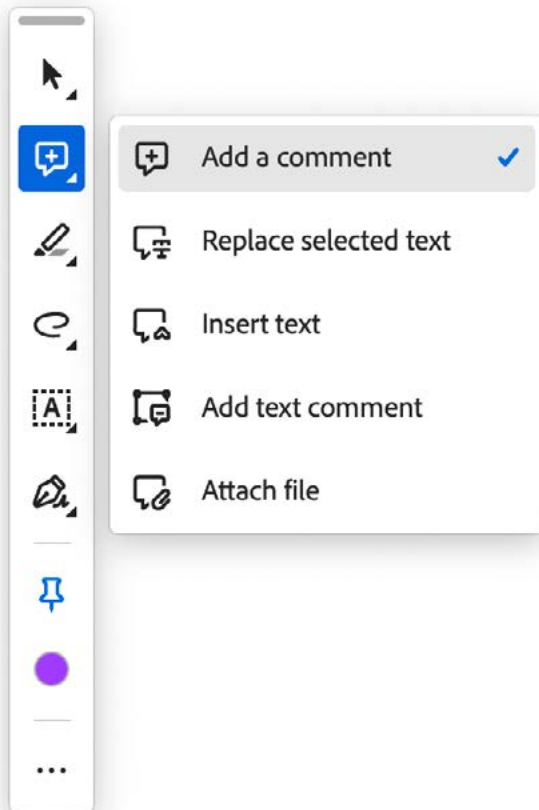 Add a comment
Replace selected text
Insert text
A
Add text comment
Attach file